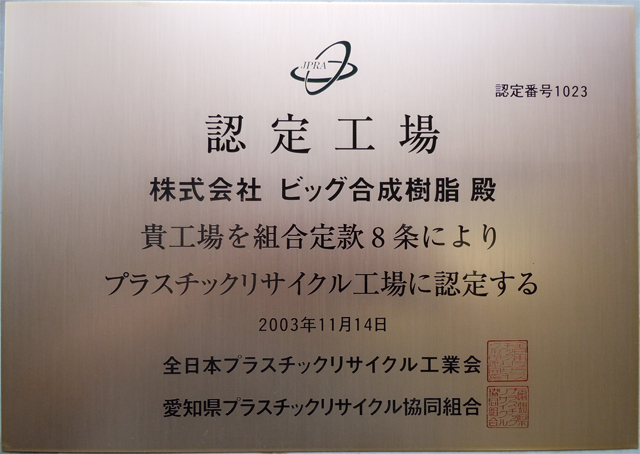 JPRA
認定番号1023
認定工場
株式会社 ビッグ合成樹脂 殿
貴工場を組合定款8条により
プラスチックリサイクル工場に認定する
2003年11月14日
全日本プラスチックリサイクル工業会
愛知県プラスチックリサイクル協同組合